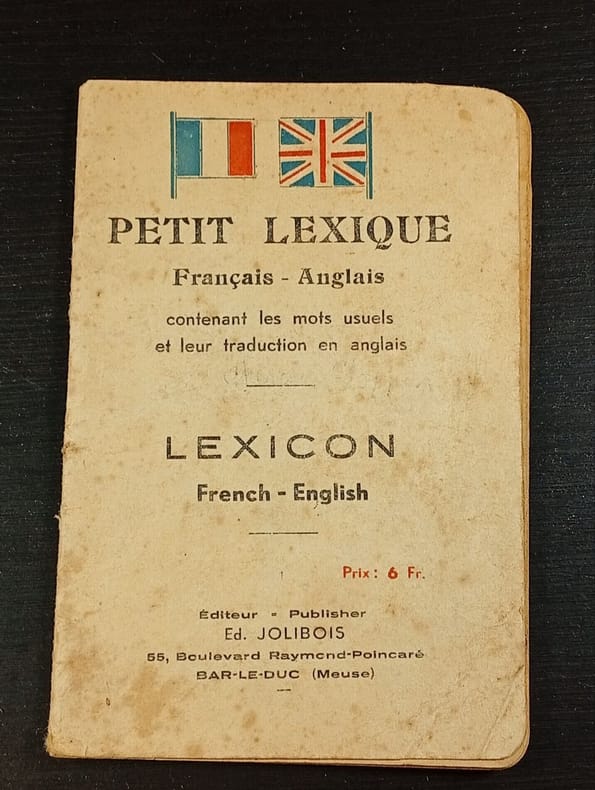 PETIT LEXIQUE
Français - Anglais
contenant les mots usuels
et leur traduction en anglais
LEXICON
French - English
Prix : 6 Fr.
Éditeur - Publisher
Ed. JOLIBOIS
55, Boulevard Raymond-Poincaré
BAR-LE-DUC (Meuse)